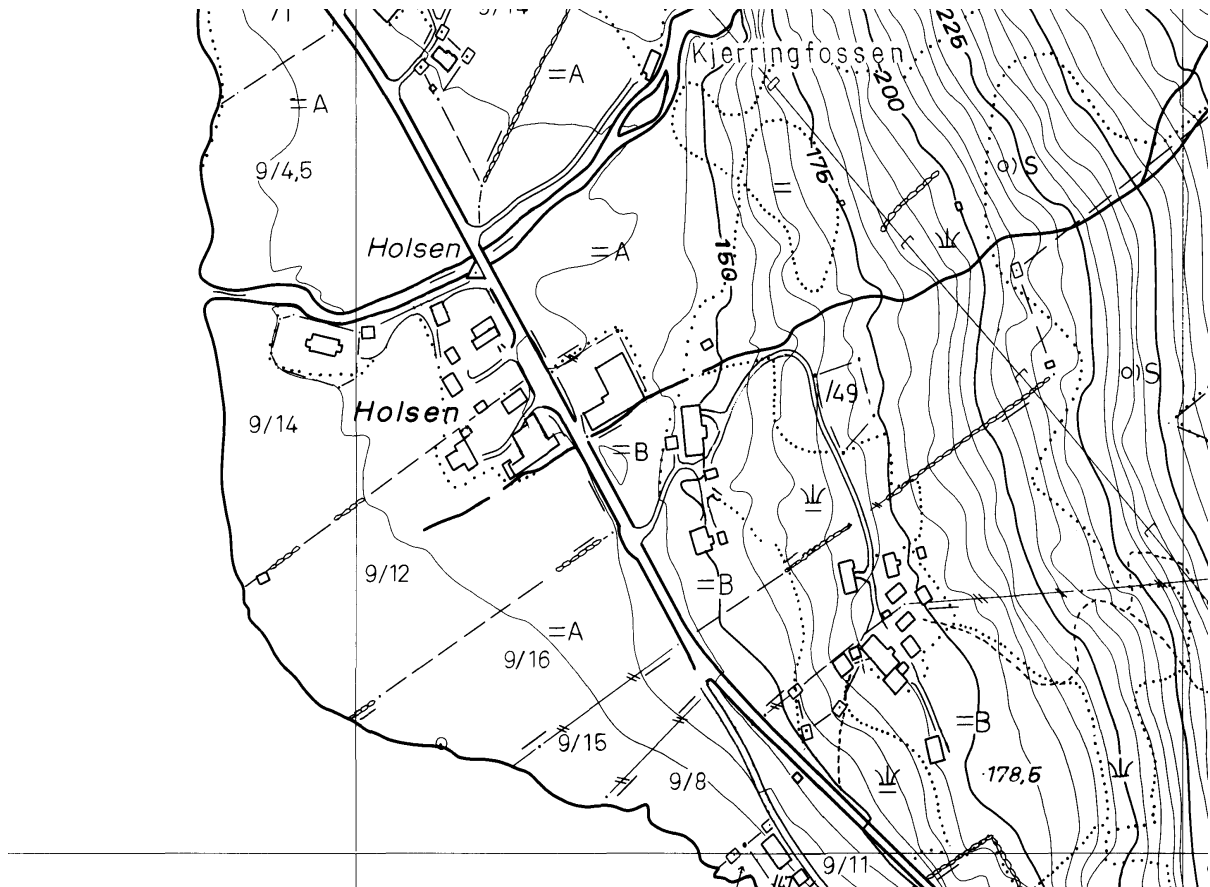 225
Kjerringfossen
=A
200
=A
175
9/4,5
S
Holsen
=A
150
S
/49
Holsen
9/14
=B
9/12
=B
=A
9/16
=B
9/15
178,5
9/8
9/11